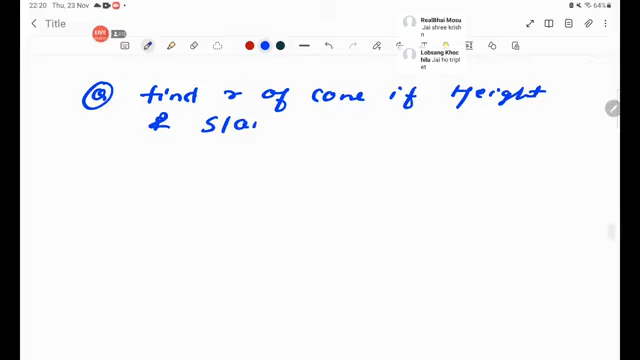 22:20 Thu, 23 Nov
64%
Title
LIVE
RealBhai Mosu
Jai shree krish
n
Lobsang Khoc
hilu Jai ho tripl
et
Q find r of cone if Height
& Sla